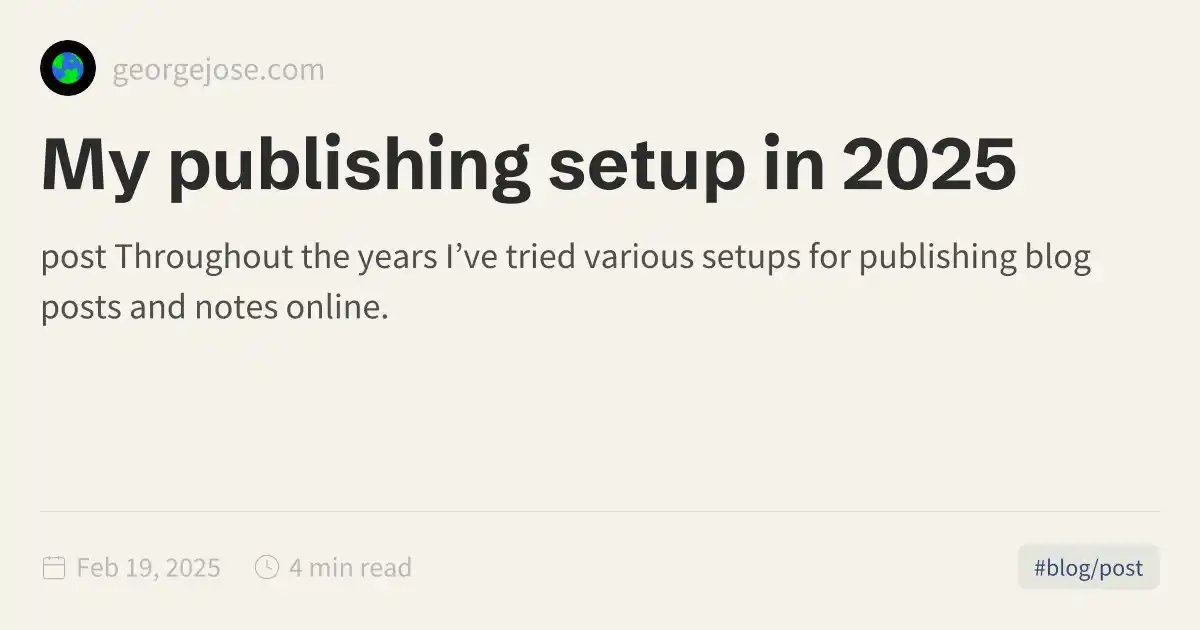 georgejose.com
My publishing setup in 2025
post Throughout the years I’ve tried various setups for publishing blog
posts and notes online.
Feb 19, 2025
4 min read
#blog/post